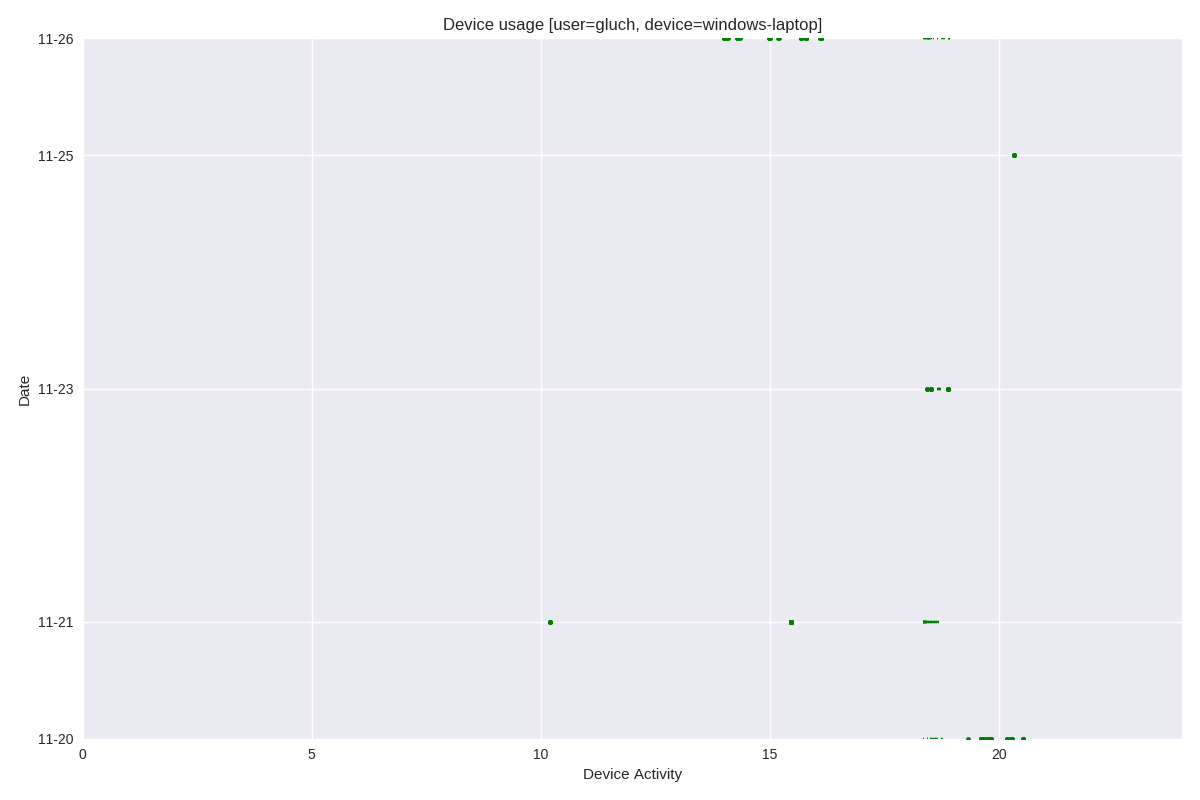 Device usage [user=gluch, device=windows-laptop]
11-26
11-25
11-23
11-21
11-20
Date
0 5 10 15 20
Device Activity